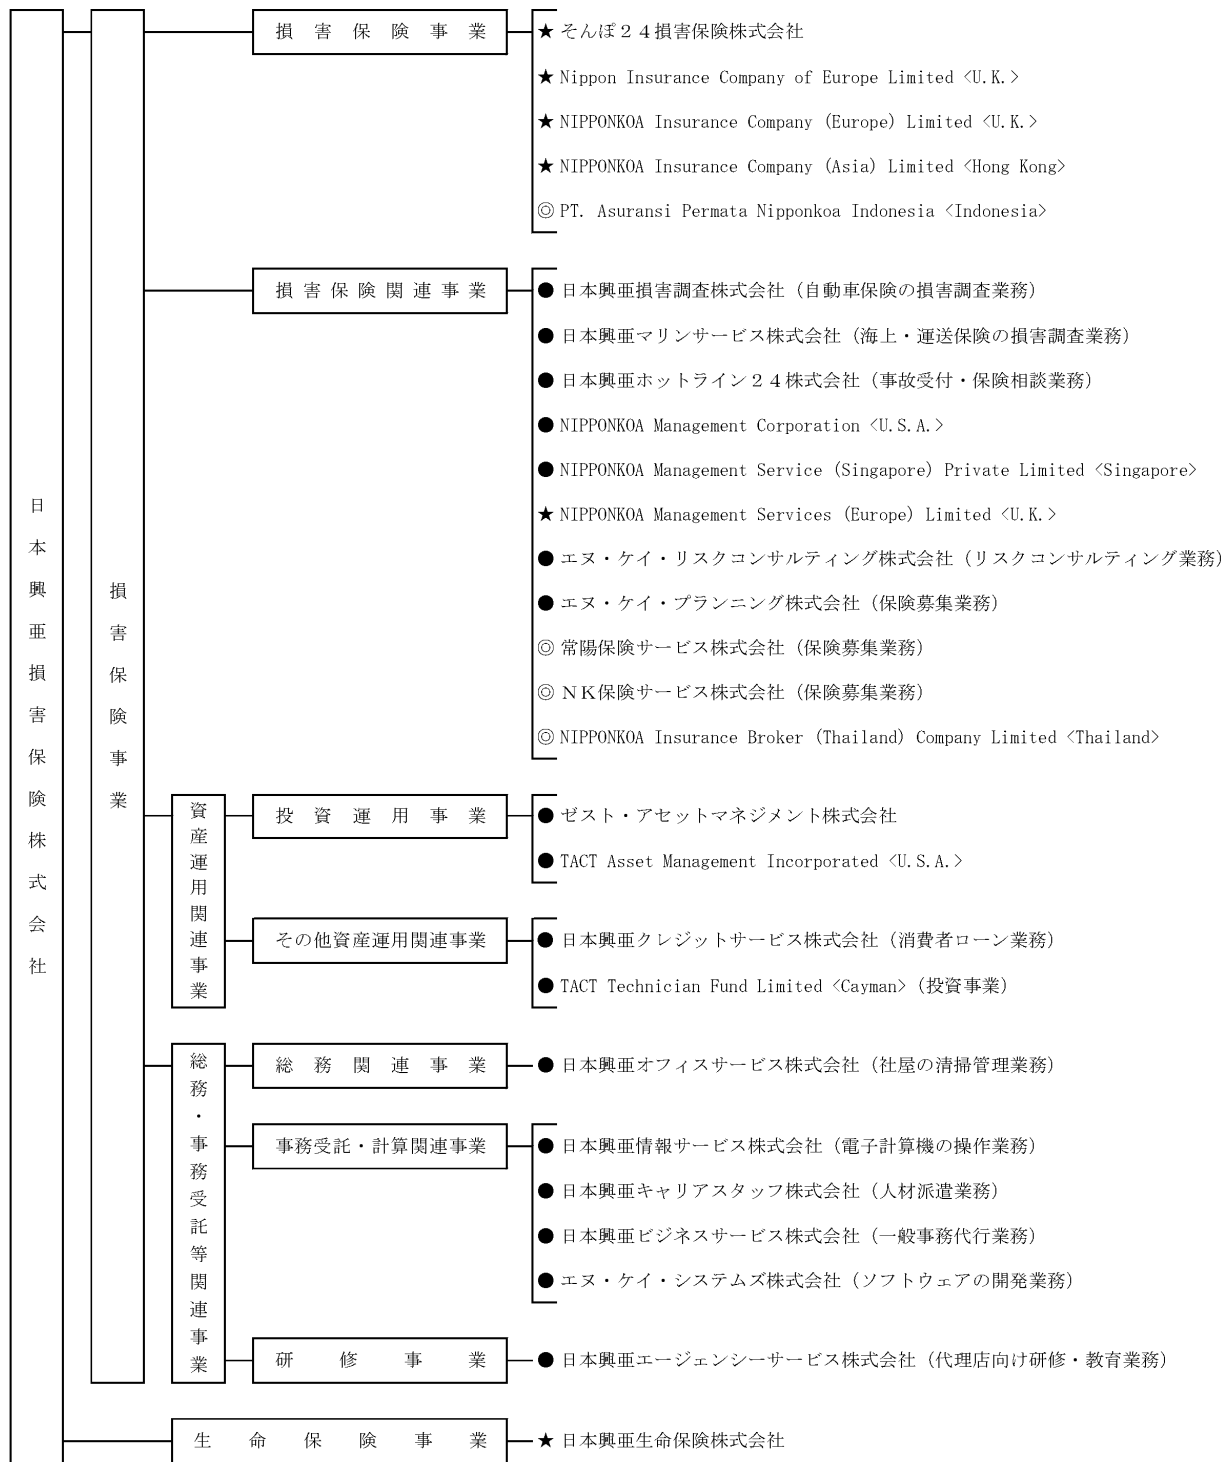 日本興亜損害保険株式会社
損害保険事業
損害保険事業
★ そんぽ２４損害保険株式会社
★ Nippon Insurance Company of Europe Limited <U.K.>
★ NIPPONKOA Insurance Company (Europe) Limited <U.K.>
★ NIPPONKOA Insurance Company (Asia) Limited <Hong Kong>
◎ PT. Asuransi Permata Nipponkoa Indonesia <Indonesia>
損害保険関連事業
● 日本興亜損害調査株式会社（自動車保険の損害調査業務）
● 日本興亜マリンサービス株式会社（海上・運送保険の損害調査業務）
● 日本興亜ホットライン２４株式会社（事故受付・保険相談業務）
● NIPPONKOA Management Corporation <U.S.A.>
● NIPPONKOA Management Service (Singapore) Private Limited <Singapore>
★ NIPPONKOA Management Services (Europe) Limited <U.K.>
● エヌ・ケイ・リスクコンサルティング株式会社（リスクコンサルティング業務）
● エヌ・ケイ・プランニング株式会社（保険募集業務）
◎ 常陽保険サービス株式会社（保険募集業務）
◎ ＮＫ保険サービス株式会社（保険募集業務）
◎ NIPPONKOA Insurance Broker (Thailand) Company Limited <Thailand>
資産運用関連事業
投資運用事業
● ゼスト・アセットマネジメント株式会社
● TACT Asset Management Incorporated <U.S.A.>
その他資産運用関連事業
● 日本興亜クレジットサービス株式会社（消費者ローン業務）
● TACT Technician Fund Limited <Cayman>（投資事業）
総務・事務受託等関連事業
総務関連事業
● 日本興亜オフィスサービス株式会社（社屋の清掃管理業務）
事務受託・計算関連事業
● 日本興亜情報サービス株式会社（電子計算機の操作業務）
● 日本興亜キャリアスタッフ株式会社（人材派遣業務）
● 日本興亜ビジネスサービス株式会社（一般事務代行業務）
● エヌ・ケイ・システムズ株式会社（ソフトウェアの開発業務）
研修事業
● 日本興亜エージェンシーサービス株式会社（代理店向け研修・教育業務）
生命保険事業
★ 日本興亜生命保険株式会社